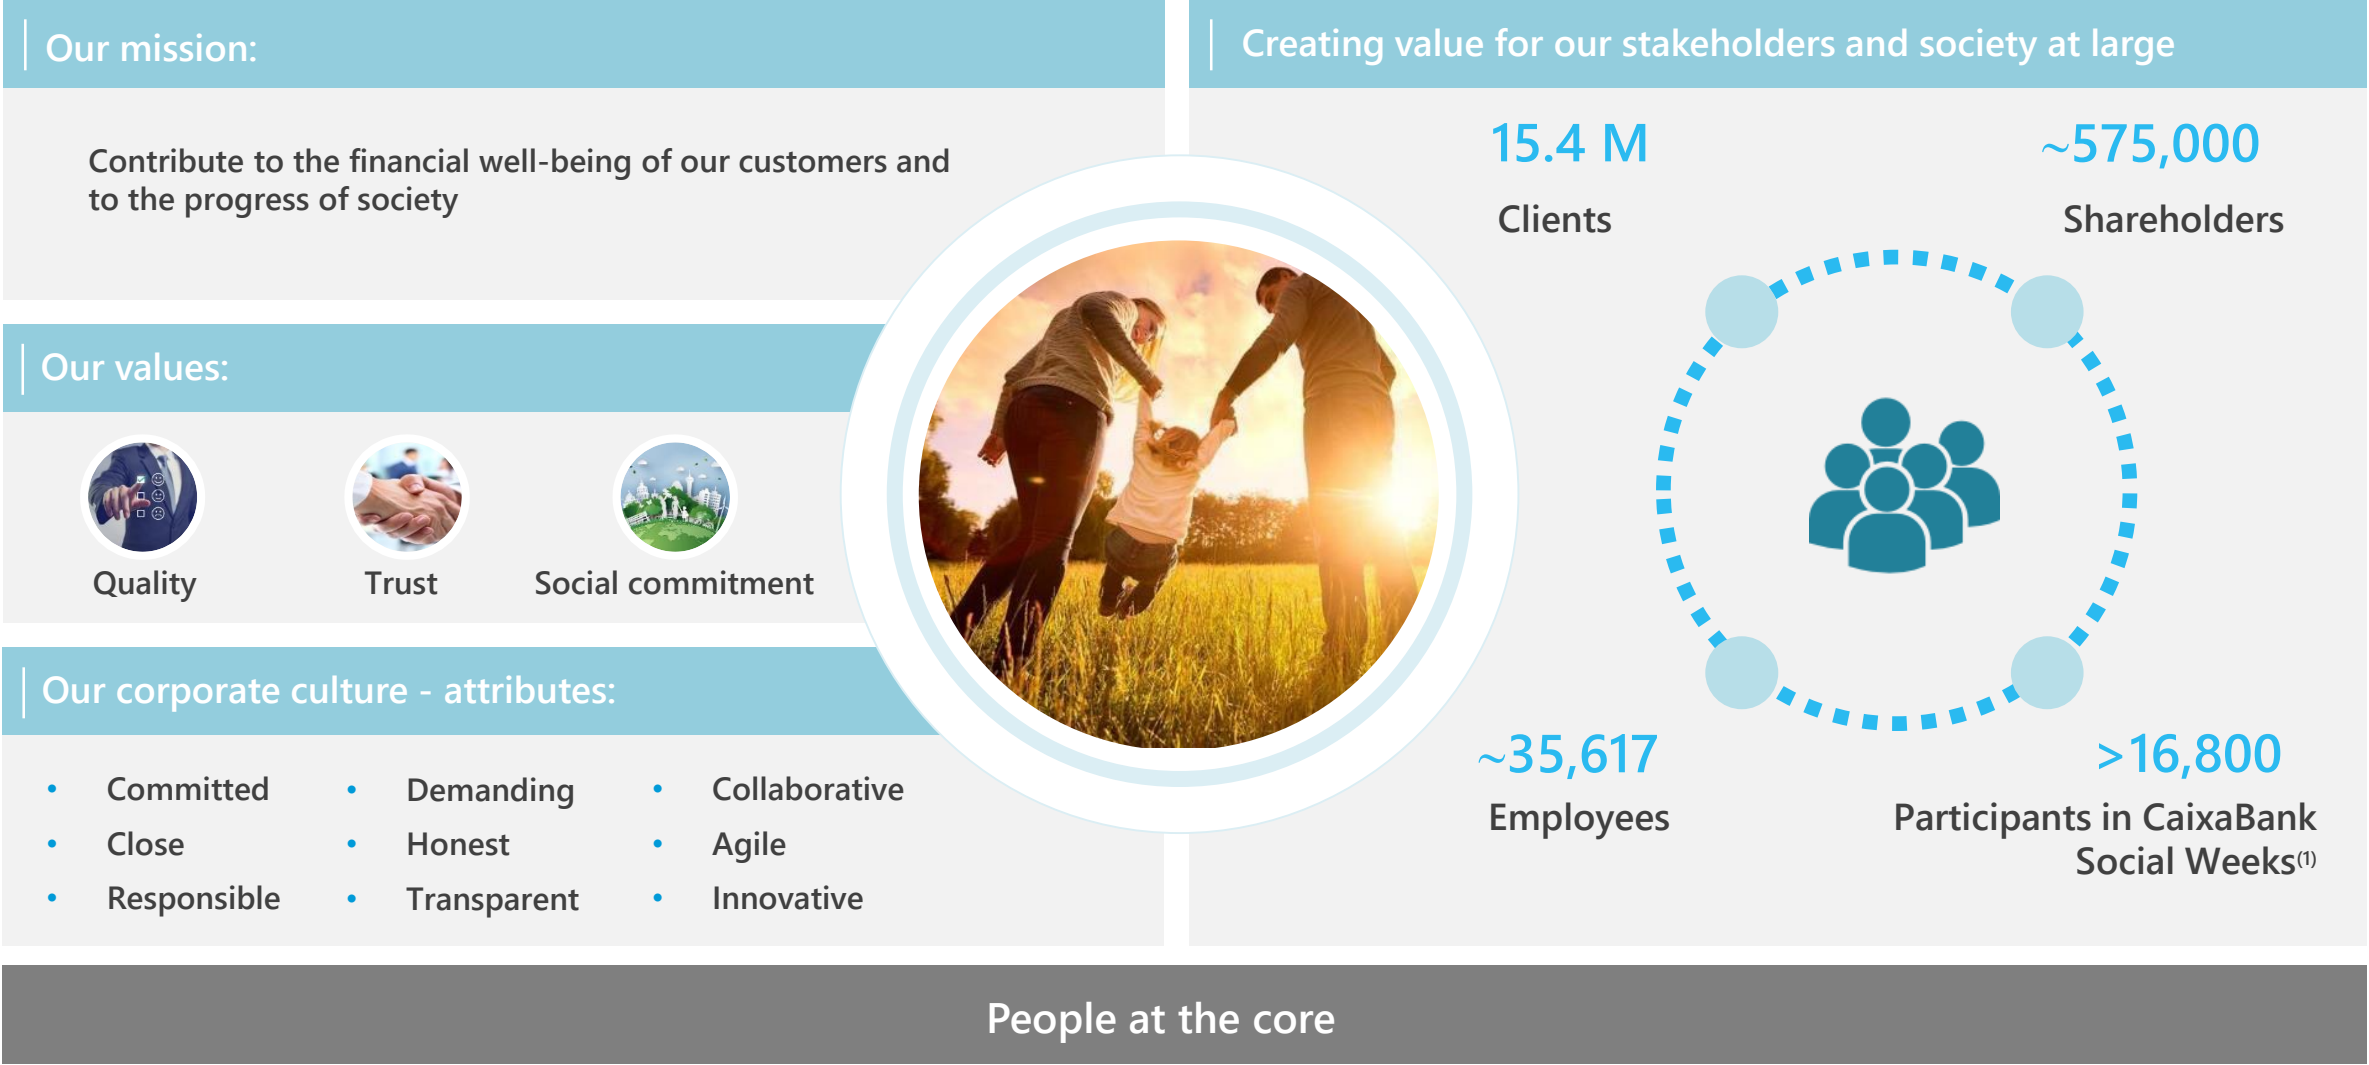 Our mission:
Contribute to the financial well-being of our customers and
to the progress of society
Our values:
Quality
Trust
Social commitment
Our corporate culture - attributes:
• Committed
• Close
• Responsible
• Demanding
• Honest
• Transparent
• Collaborative
• Agile
• Innovative
Creating value for our stakeholders and society at large
15.4 M
Clients
~575,000
Shareholders
~35,617
Employees
>16,800
Participants in CaixaBank
Social Weeks(1)
People at the core